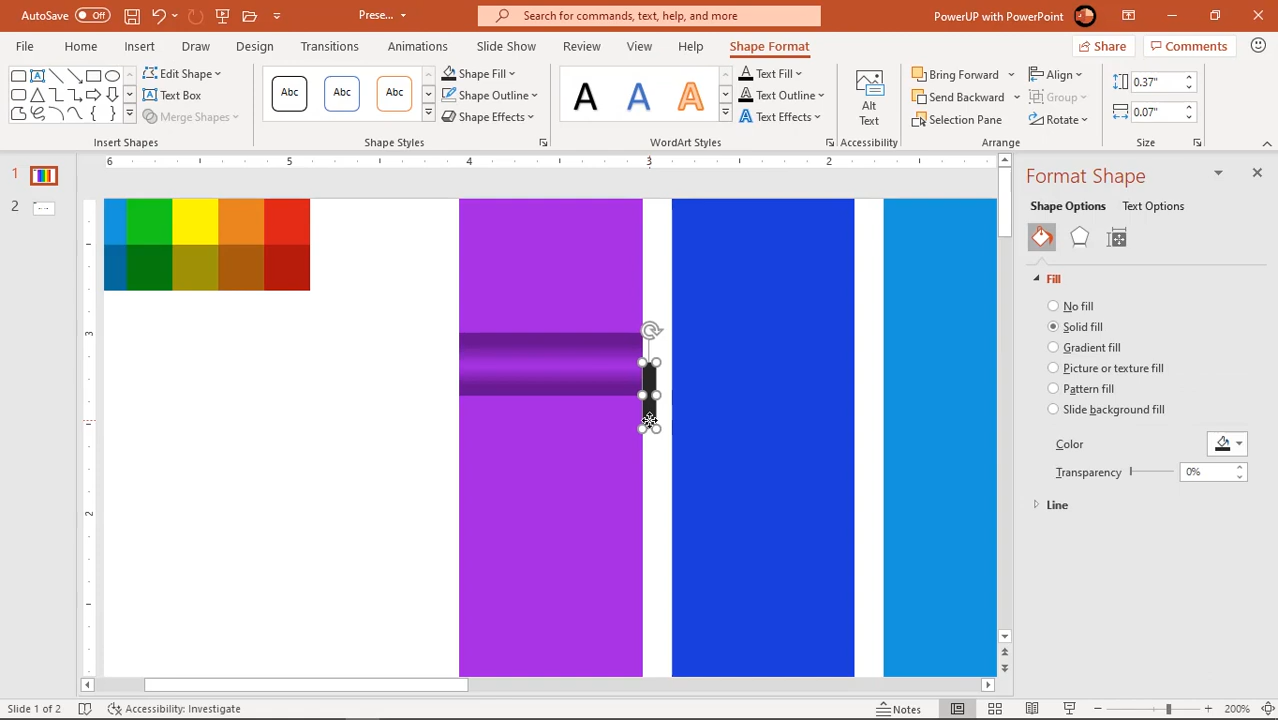 AutoSave Off Prese... Search for commands, text, help, and more PowerUP with PowerPoint
File Home Insert Draw Design Transitions Animations Slide Show Review View Help Shape Format Share Comments
Edit Shape Text Box Merge Shapes
Insert Shapes
Abc Abc Abc
Shape Fill Shape Outline Shape Effects
Shape Styles
A A A
Text Fill Text Outline Text Effects
WordArt Styles
Alt Text
Accessibility
Bring Forward Send Backward Selection Pane Align Group Rotate
Arrange
0.37" 0.07"
Size
6 5 4 3 2
1
2
3
2
Format Shape
Shape Options Text Options
Fill
No fill
Solid fill
Gradient fill
Picture or texture fill
Pattern fill
Slide background fill
Color
Transparency 0%
Line
Slide 1 of 2 Accessibility: Investigate Notes 200%